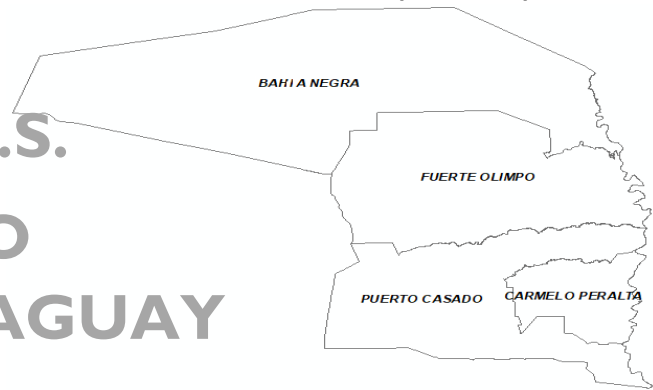 BAHIA NEGRA
.S.
FUERTE OLIMPO
O
PUERTO CASADO
CARMELO PERALTA
AGUAY